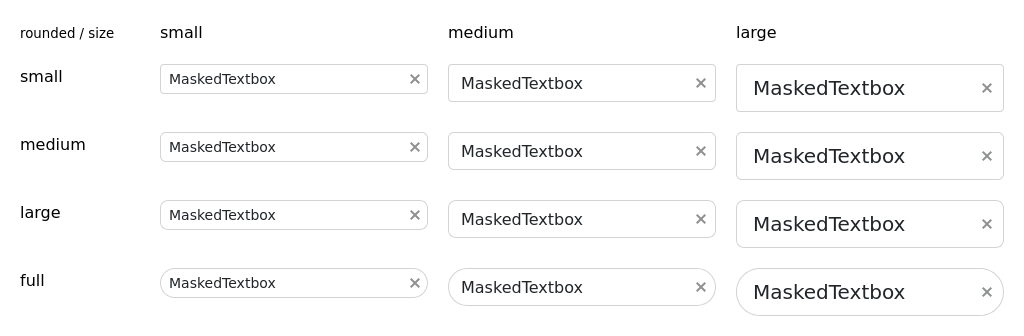 rounded / size small medium large
small MaskedTextbox × MaskedTextbox × MaskedTextbox ×
medium MaskedTextbox × MaskedTextbox × MaskedTextbox ×
large MaskedTextbox × MaskedTextbox × MaskedTextbox ×
full MaskedTextbox × MaskedTextbox × MaskedTextbox ×